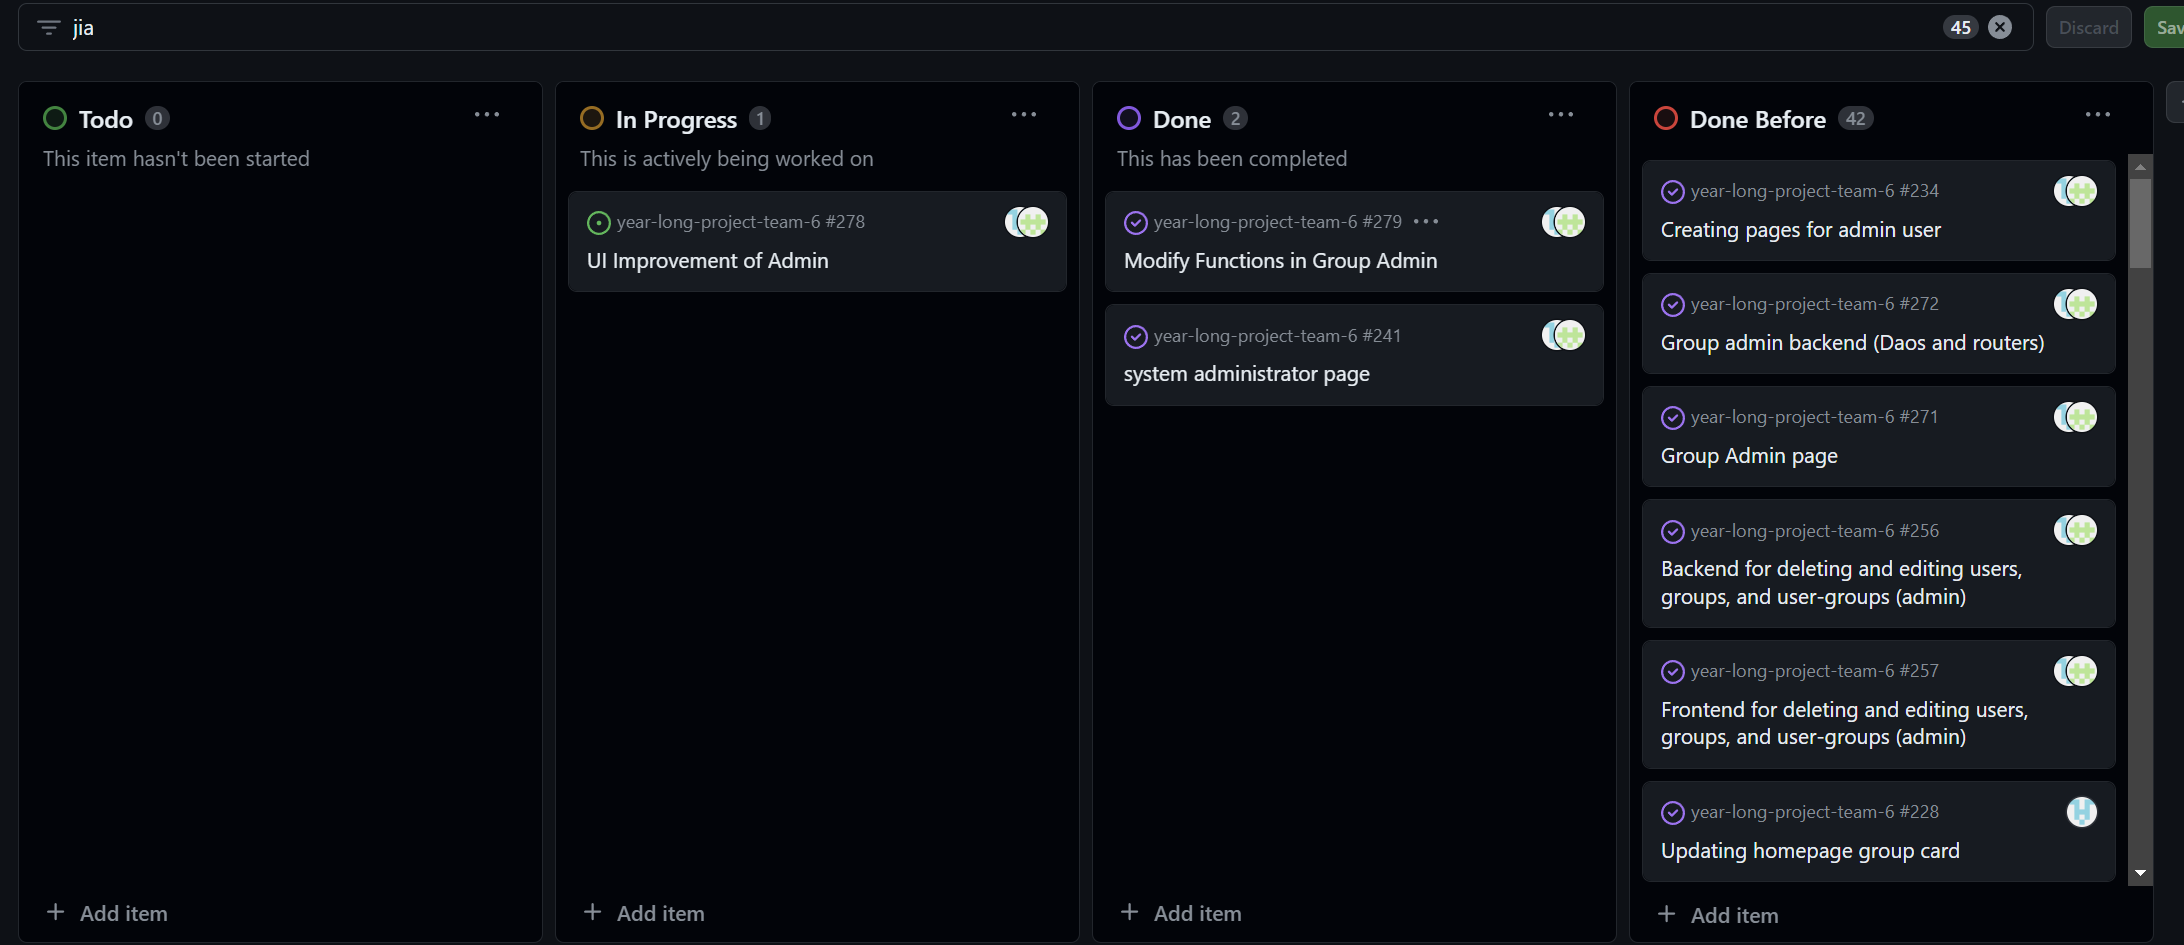 jia
45
Discard
Sav
Todo 0
This item hasn't been started
Add item
In Progress 1
This is actively being worked on
year-long-project-team-6 #278
UI Improvement of Admin
Add item
Done 2
This has been completed
year-long-project-team-6 #279
Modify Functions in Group Admin
year-long-project-team-6 #241
system administrator page
Add item
Done Before 42
year-long-project-team-6 #234
Creating pages for admin user
year-long-project-team-6 #272
Group admin backend (Daos and routers)
year-long-project-team-6 #271
Group Admin page
year-long-project-team-6 #256
Backend for deleting and editing users,
groups, and user-groups (admin)
year-long-project-team-6 #257
Frontend for deleting and editing users,
groups, and user-groups (admin)
year-long-project-team-6 #228
Updating homepage group card
Add item